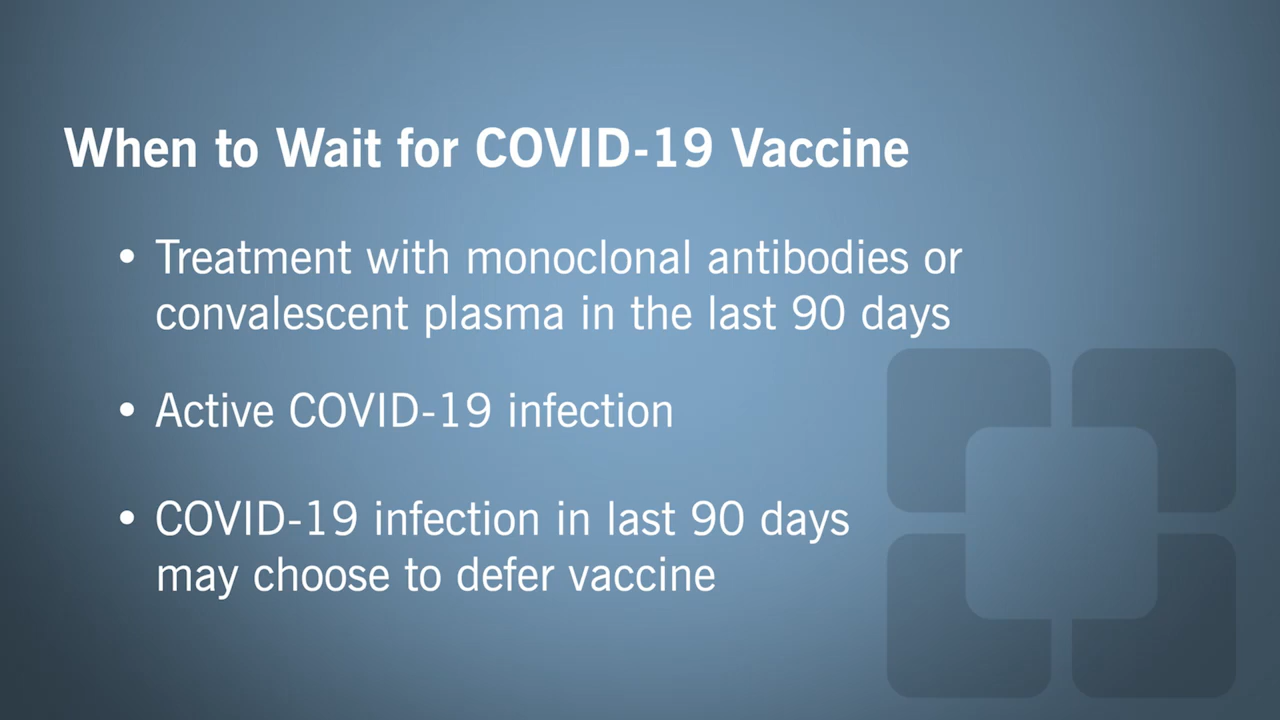 When to Wait for COVID-19 Vaccine
• Treatment with monoclonal antibodies or
convalescent plasma in the last 90 days
• Active COVID-19 infection
• COVID-19 infection in last 90 days
may choose to defer vaccine